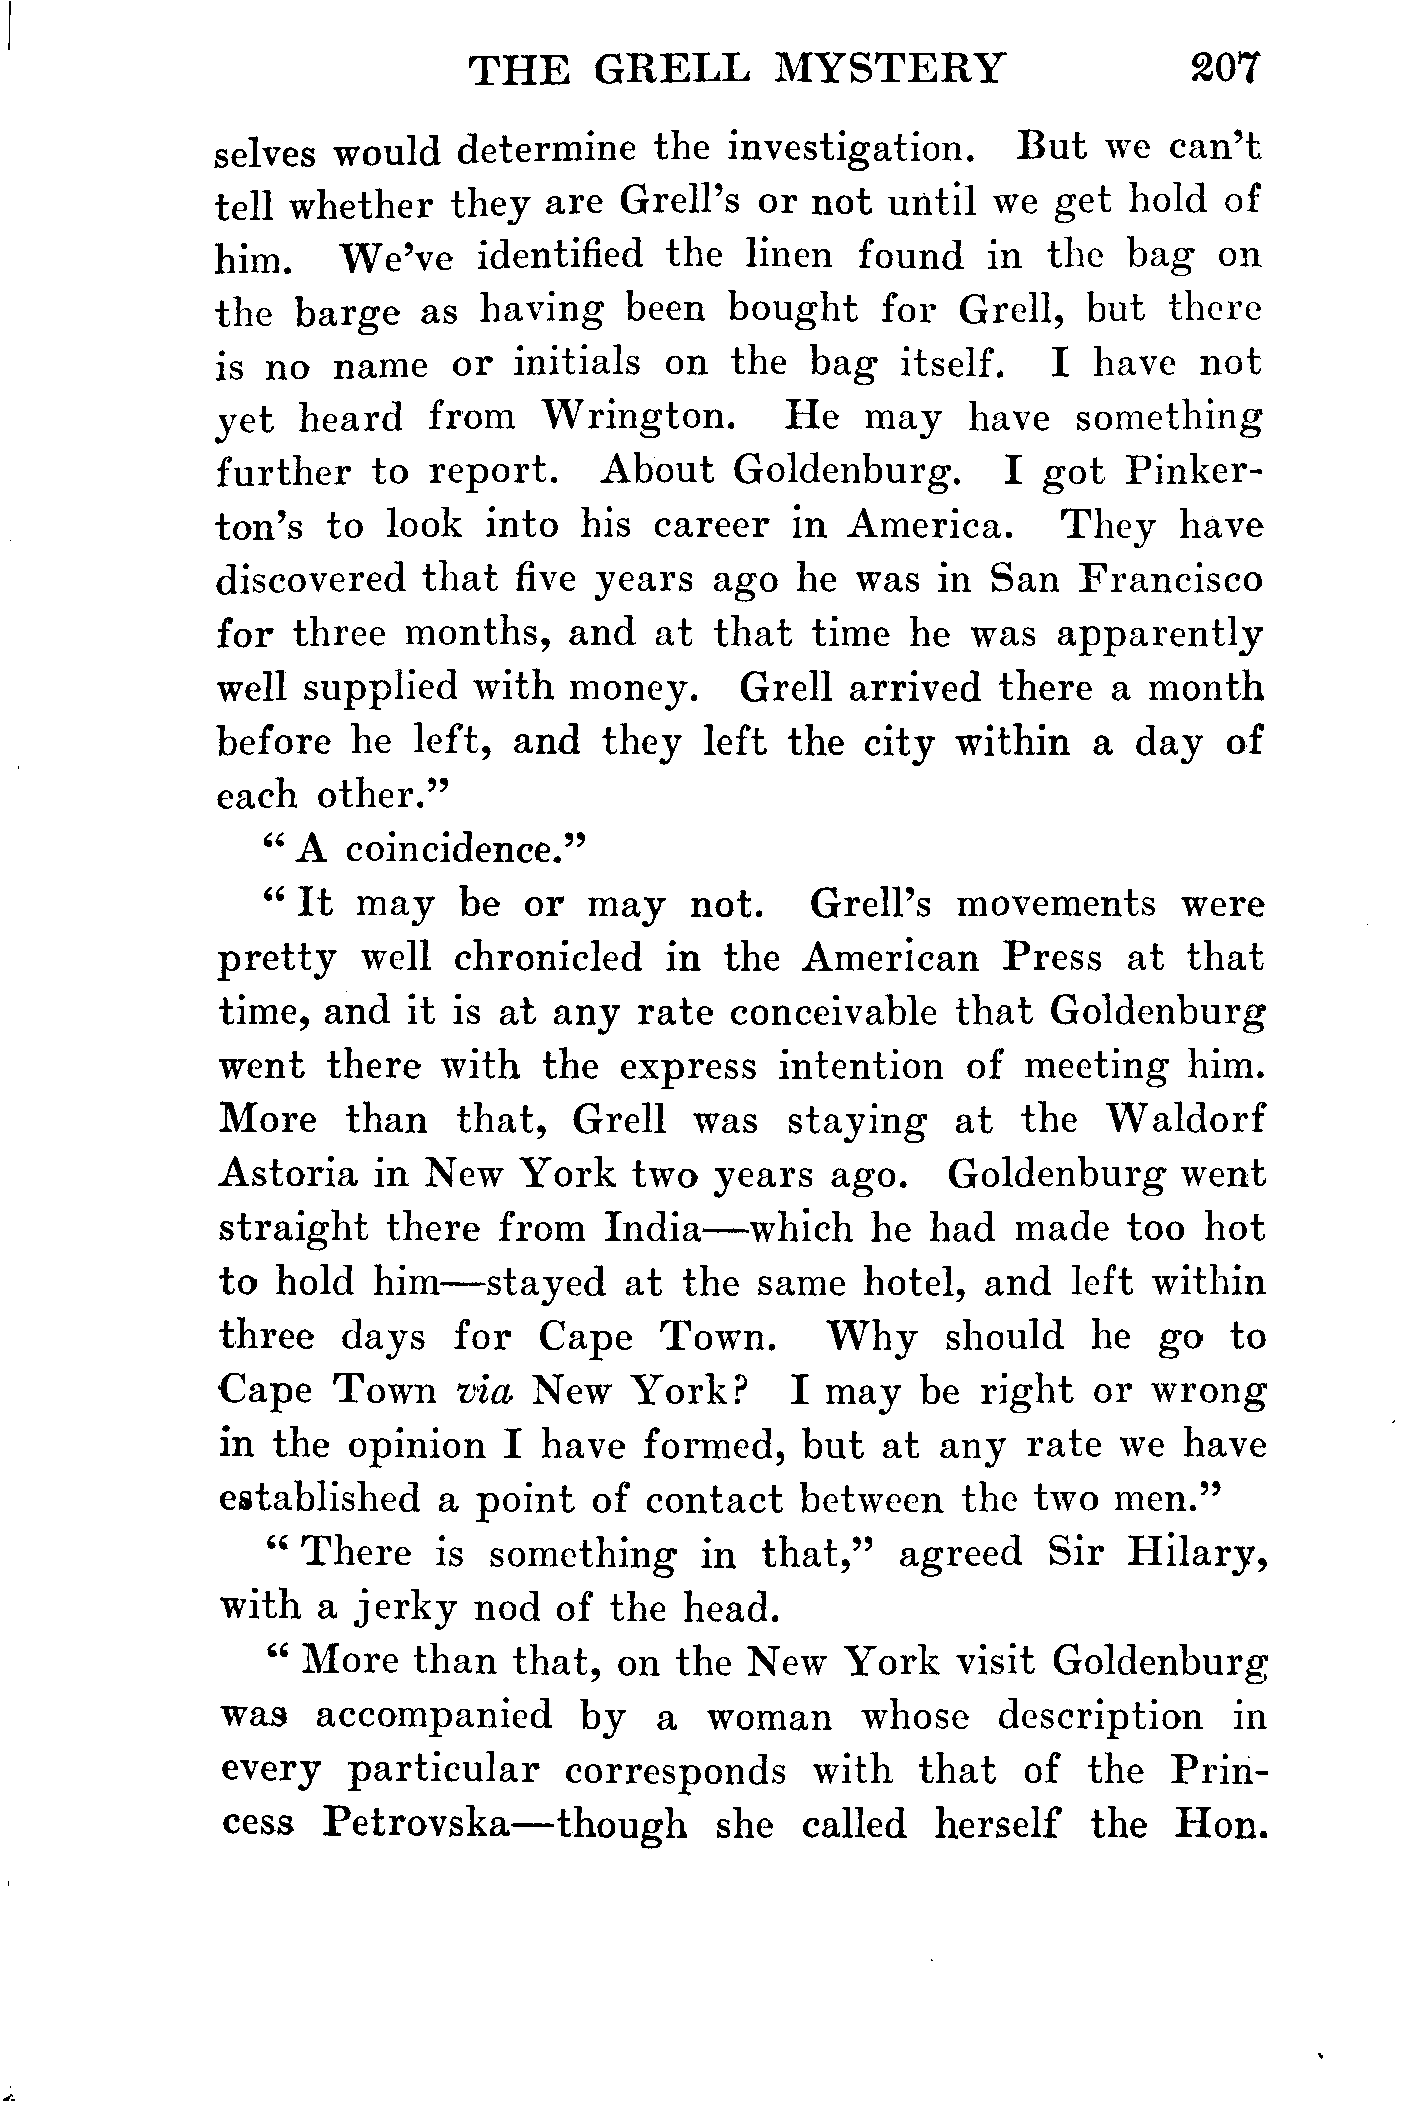 THE GRELL MYSTERY 207
selves would determine the investigation. But we can't
tell whether they are Grell's or not until we get hold of
him. We've identified the linen found in the bag on
the barge as having been bought for Grell, but there
is no name or initials on the bag itself. I have not
yet heard from Wrington. He may have something
further to report. About Goldenburg. I got Pinker-
ton's to look into his career in America. They have
discovered that five years ago he was in San Francisco
for three months, and at that time he was apparently
well supplied with money. Grell arrived there a month
before he left, and they left the city within a day of
each other."
"A coincidence."
"It may be or may not. Grell's movements were
pretty well chronicled in the American Press at that
time, and it is at any rate conceivable that Goldenburg
went there with the express intention of meeting him.
More than that, Grell was staying at the Waldorf
Astoria in New York two years ago. Goldenburg went
straight there from India—which he had made too hot
to hold him—stayed at the same hotel, and left within
three days for Cape Town. Why should he go to
Cape Town via New York? I may be right or wrong
in the opinion I have formed, but at any rate we have
established a point of contact between the two men."
"There is something in that," agreed Sir Hilary,
with a jerky nod of the head.
"More than that, on the New York visit Goldenburg
was accompanied by a woman whose description in
every particular corresponds with that of the Prin-
cess Petrovska—though she called herself the Hon.